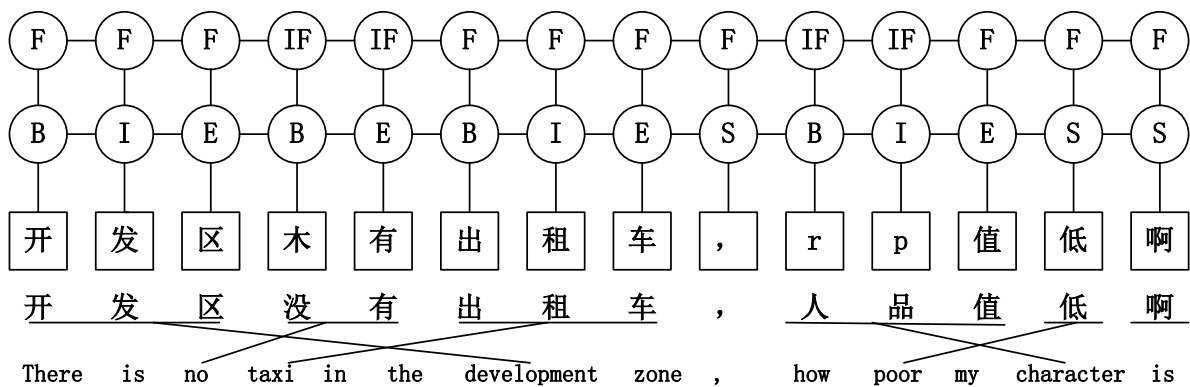 F F F IF IF F F F F IF IF F F F
B I E B E B I E S B I E S S
开 发 区 木 有 出 租 车 ， r p 值 低 啊
开 发 区 没 有 出 租 车 ， 人 品 值 低 啊
There is no taxi in the development zone , how poor my character is